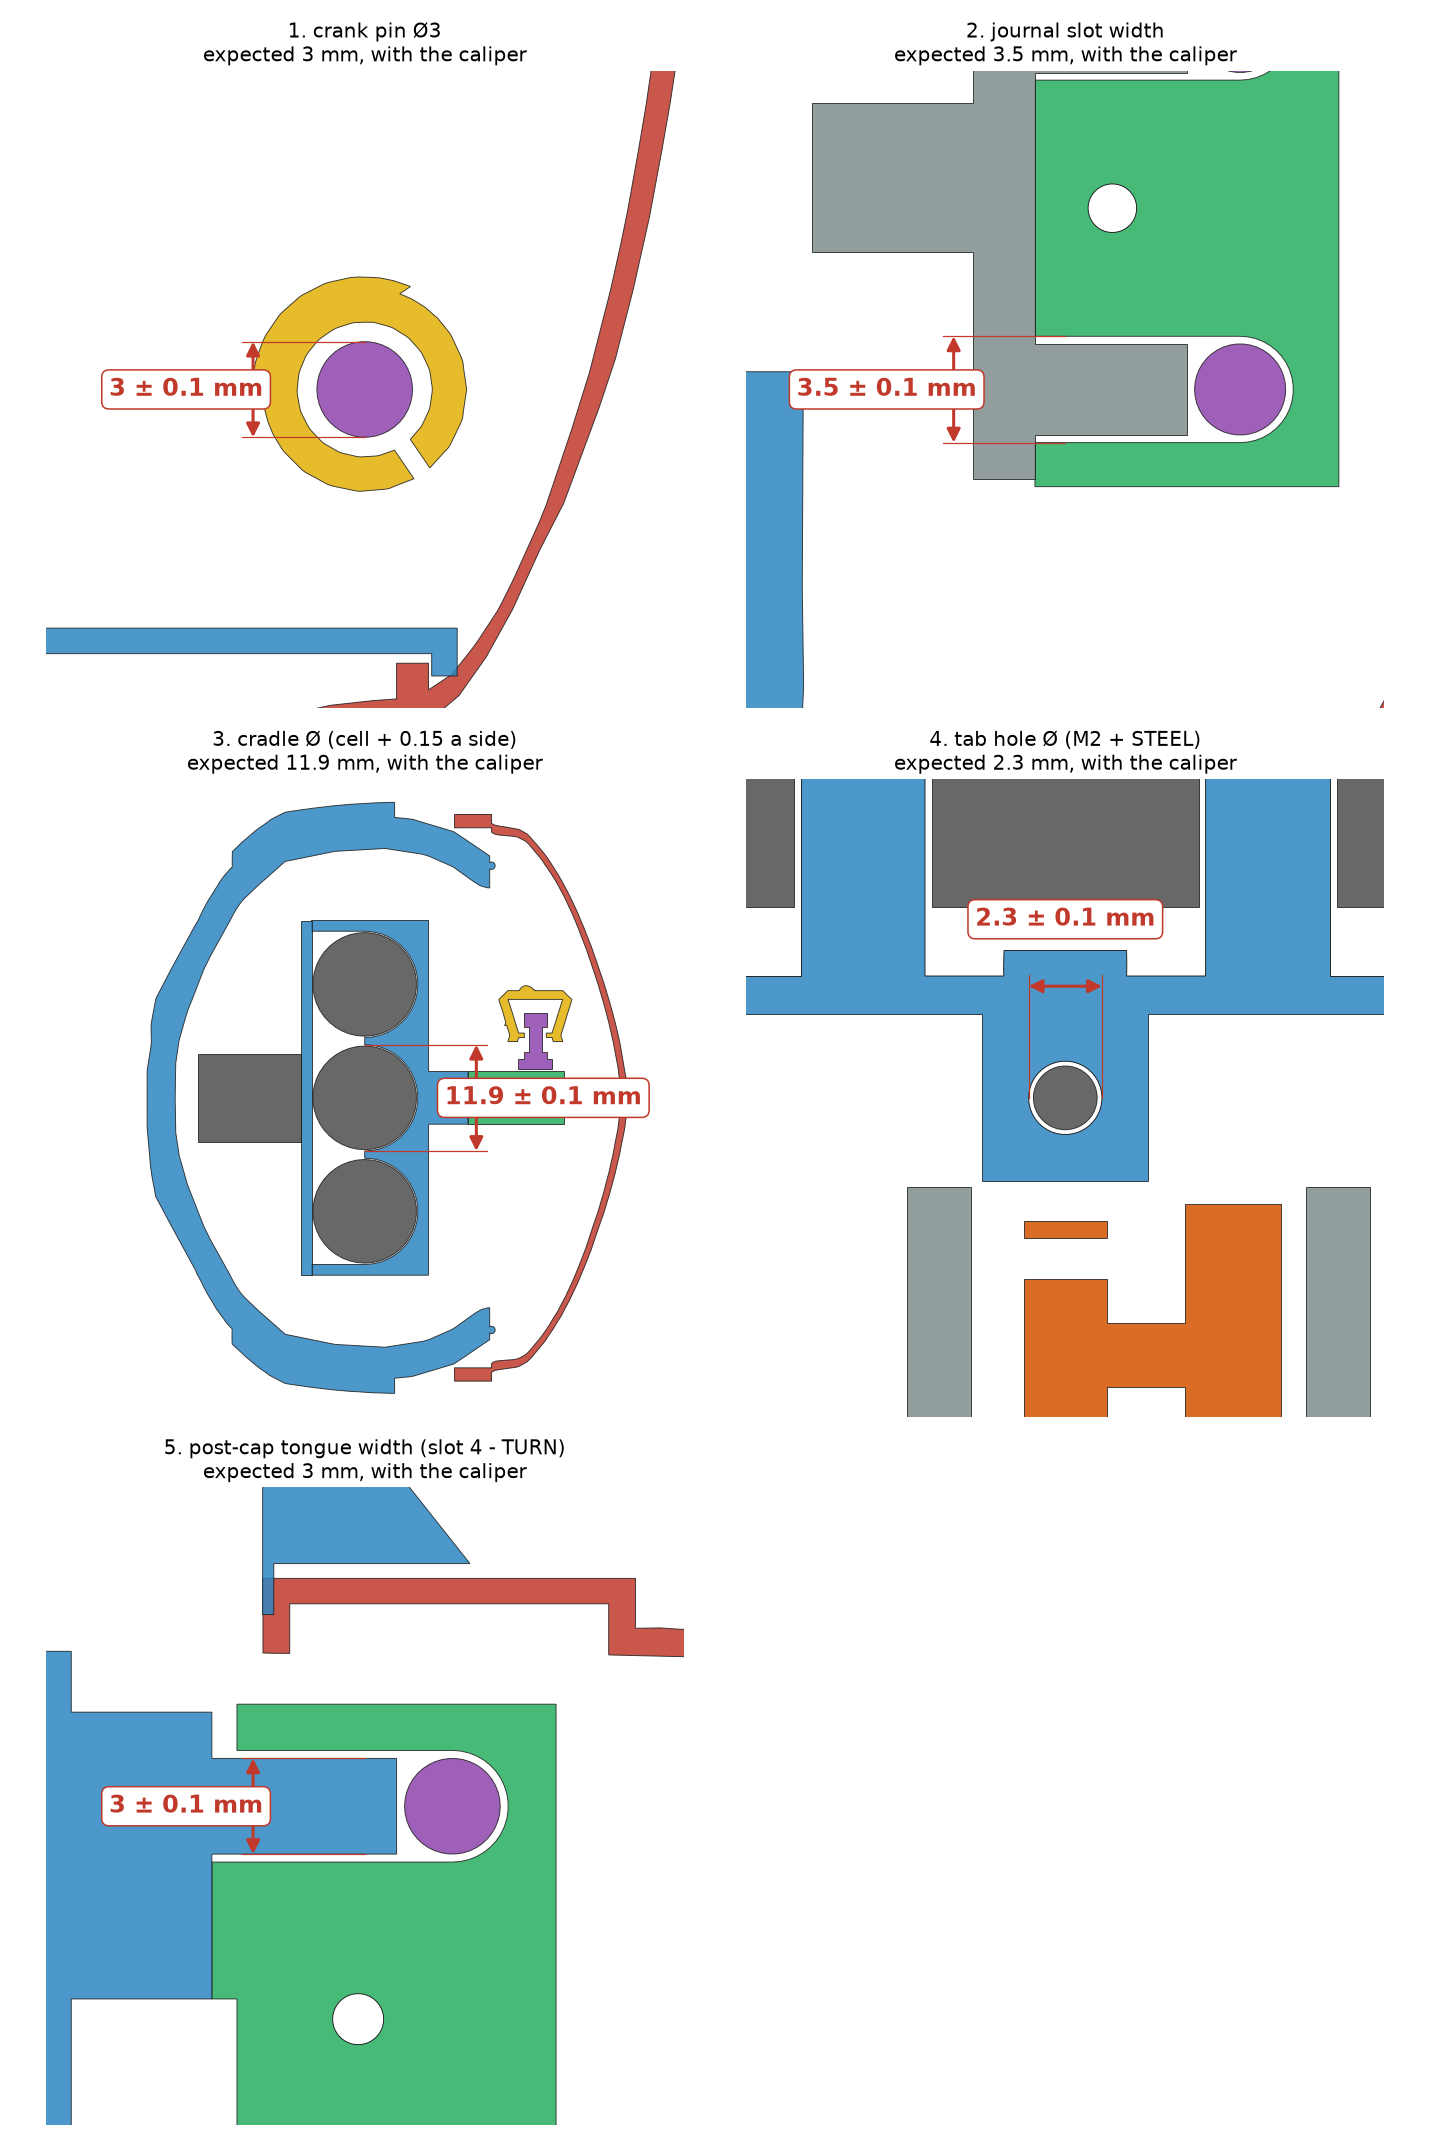 1. crank pin Ø3
expected 3 mm, with the caliper
3 ± 0.1 mm
2. journal slot width
expected 3.5 mm, with the caliper
3.5 ± 0.1 mm
3. cradle Ø (cell + 0.15 a side)
expected 11.9 mm, with the caliper
11.9 ± 0.1 mm
4. tab hole Ø (M2 + STEEL)
expected 2.3 mm, with the caliper
2.3 ± 0.1 mm
5. post-cap tongue width (slot 4 - TURN)
expected 3 mm, with the caliper
3 ± 0.1 mm